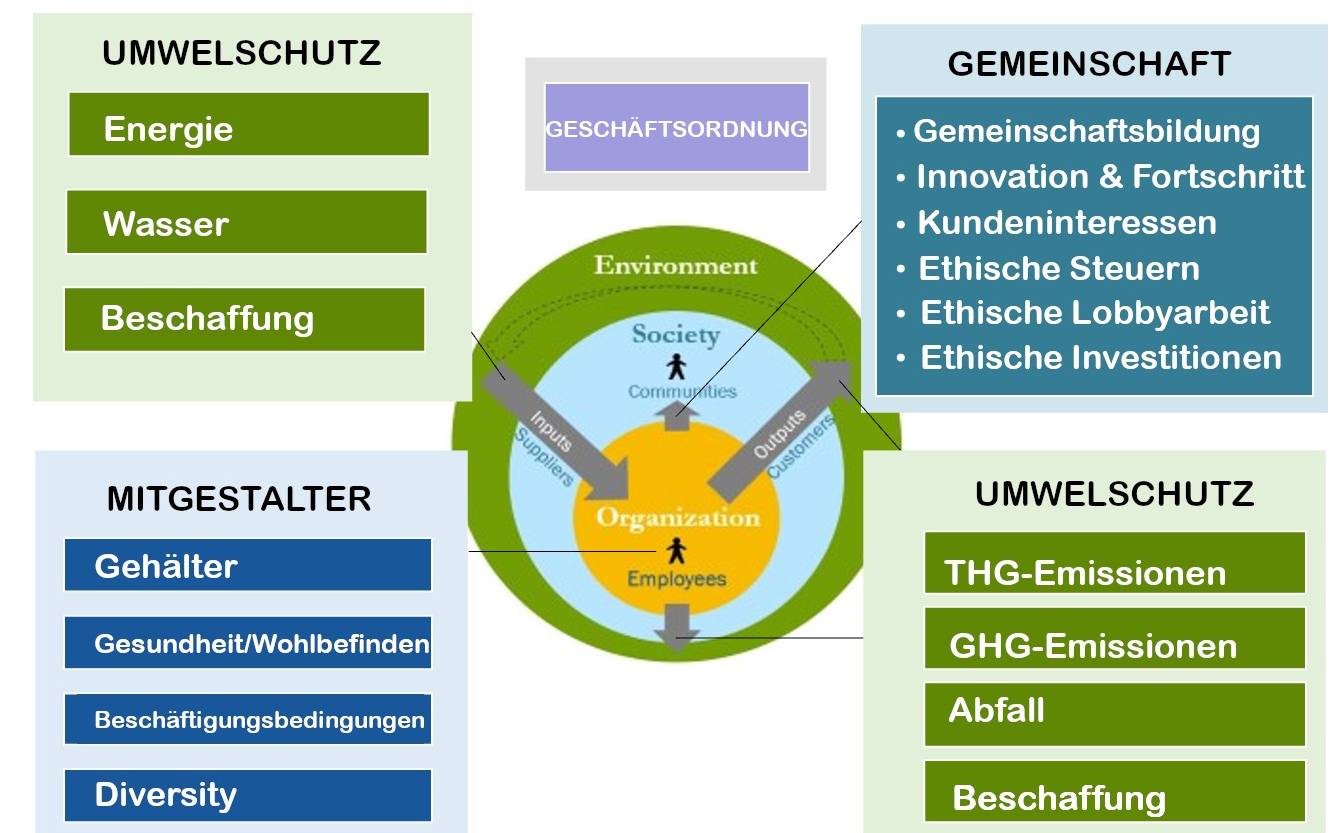 UMWELSCHUTZ
Energie
Wasser
Beschaffung
GESCHÄFTSORDNUNG
GEMEINSCHAFT
• Gemeinschaftsbildung
• Innovation & Fortschritt
• Kundeninteressen
• Ethische Steuern
• Ethische Lobbyarbeit
• Ethische Investitionen
Environment
Society
Communities
Inputs
Suppliers
Outputs
Customers
Organization
Employees
MITGESTALTER
Gehälter
Gesundheit/Wohlbefinden
Beschäftigungsbedingungen
Diversity
UMWELSCHUTZ
THG-Emissionen
GHG-Emissionen
Abfall
Beschaffung